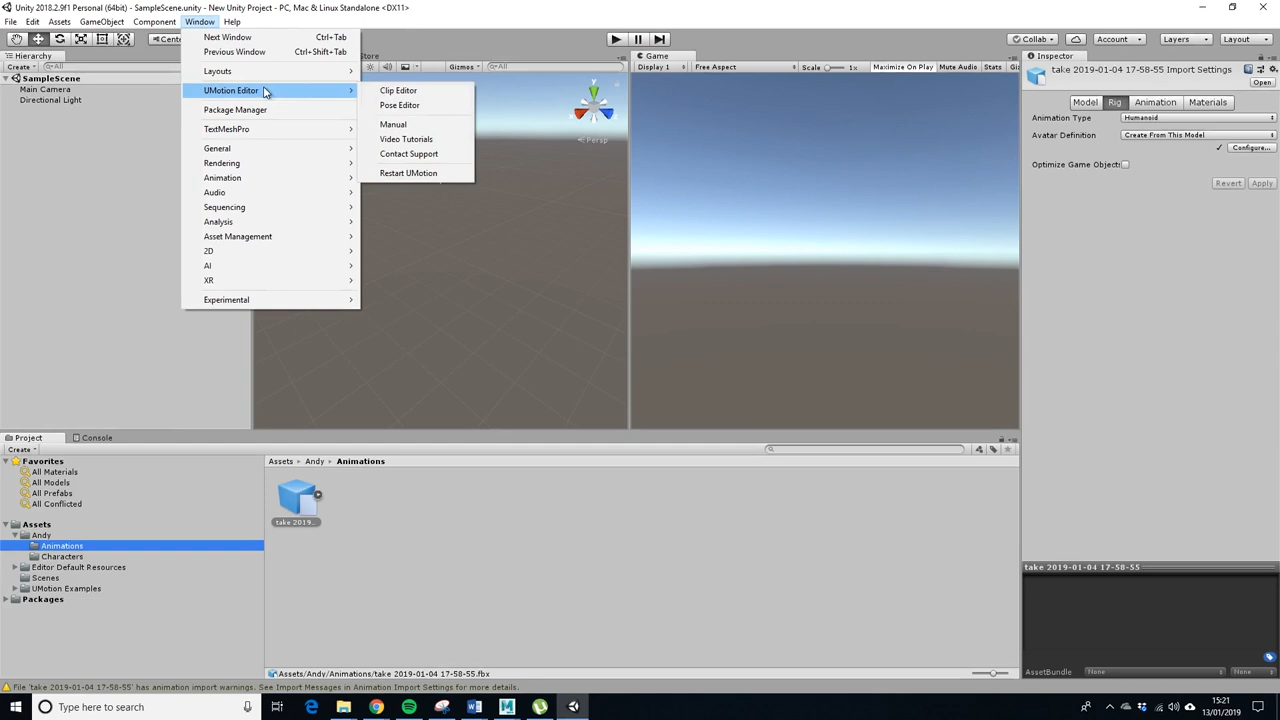 Unity 2018.2.9f1 Personal (64bit) - SampleScene.unity - New Unity Project - PC, Mac & Linux Standalone <DX11>
File Edit Assets GameObject Component Window Help
Next Window Ctrl+Tab
Previous Window Ctrl+Shift+Tab
Layouts
UMotion Editor
Package Manager
TextMeshPro
General
Rendering
Animation
Audio
Sequencing
Analysis
Asset Management
2D
AI
XR
Experimental
Clip Editor
Pose Editor
Manual
Video Tutorials
Contact Support
Restart UMotion
Collab Account Layers Layout
Hierarchy
Create All
SampleScene
Main Camera
Directional Light
Store
Gizmos All
y
Persp
Game
Display 1 Free Aspect Scale 1x Maximize On Play Mute Audio Stats
Inspector
take 2019-01-04 17-58-55 Import Settings
Open
Model Rig Animation Materials
Animation Type Humanoid
Avatar Definition Create From This Model
Configure...
Optimize Game Objects
Revert Apply
Project Console
Create
Favorites
All Materials
All Models
All Prefabs
All Conflicted
Assets
Andy
Animations
Characters
Editor Default Resources
Scenes
UMotion Examples
Packages
Assets Andy Animations
take 2019...
Assets/Andy/Animations/take 2019-01-04 17-58-55.fbx
take 2019-01-04 17-58-55
AssetBundle None None
File 'take 2019-01-04 17-58-55' has animation import warnings. See Import Messages in Animation Import Settings for more details.
Type here to search
15:21
13/01/2019